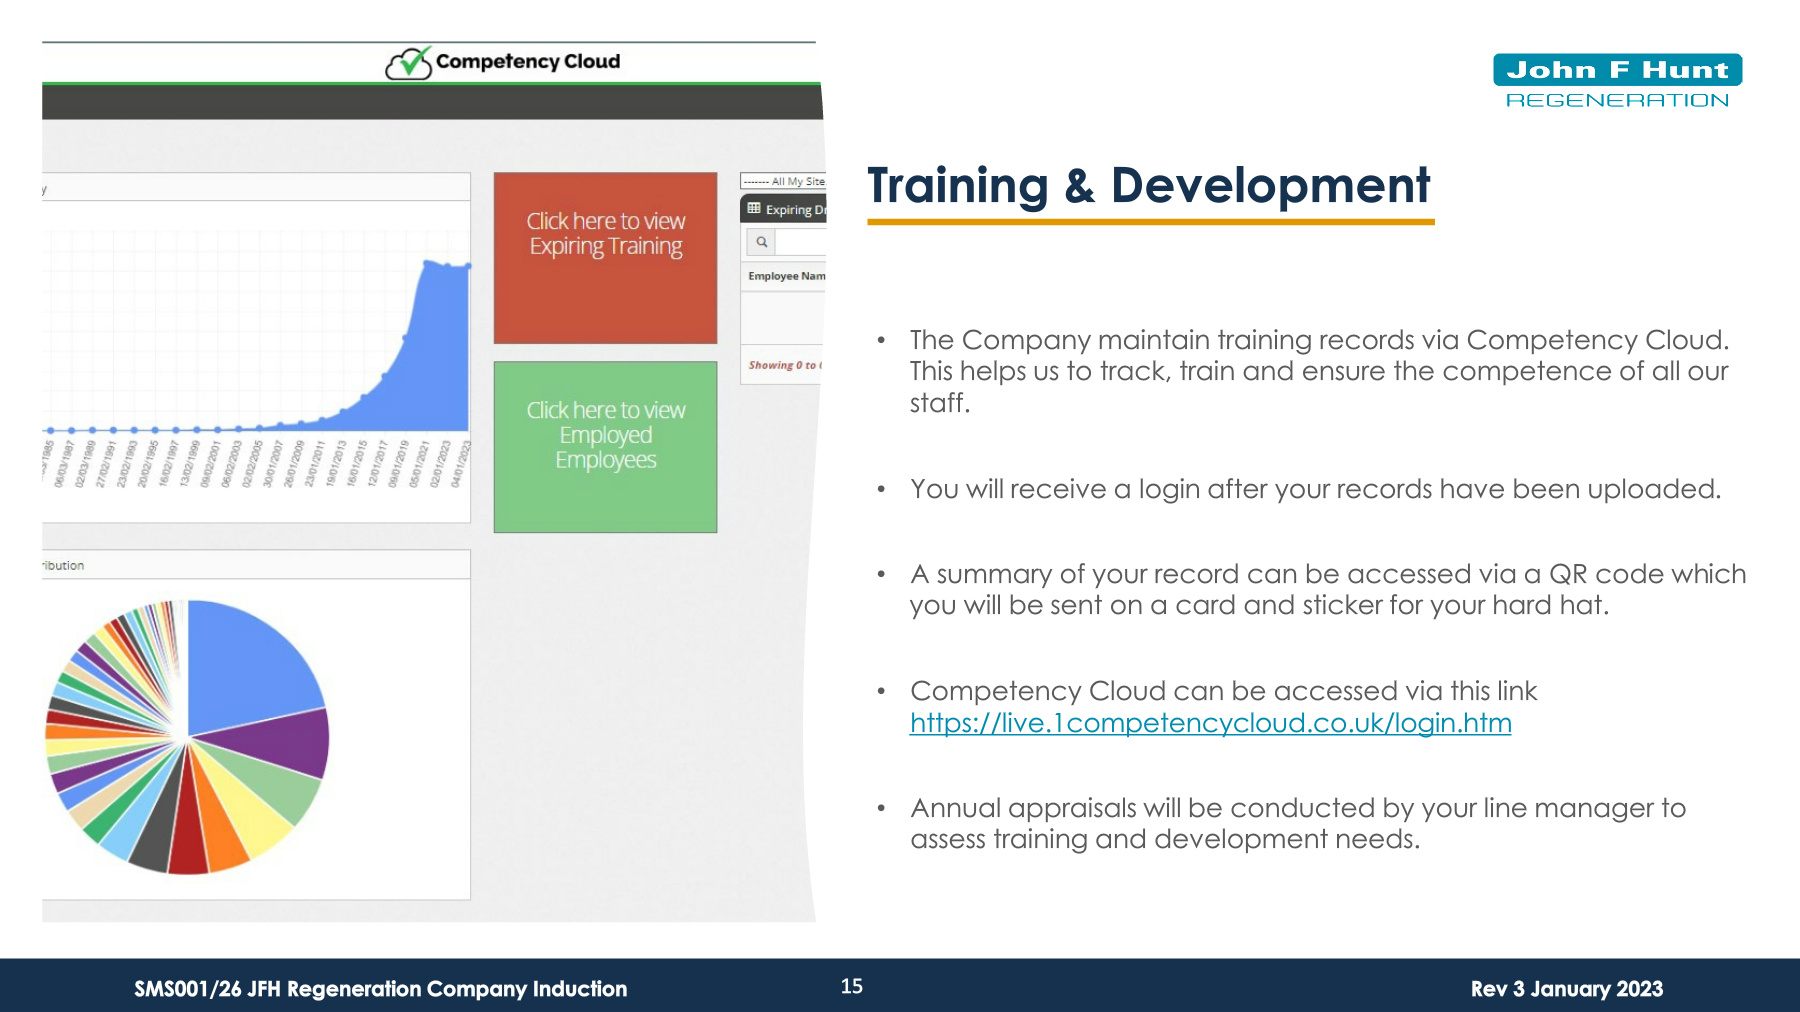 Competency Cloud
John F Hunt
REGENERATION
y
Click here to view
Expiring Training
------- All My Site
Expiring Dr
Employee Nam
Showing 0 to
Click here to view
Employed
Employees
06/03/1987
02/03/1989
27/02/1991
23/02/1993
20/02/1995
16/02/1997
13/02/1999
09/02/2001
06/02/2003
02/02/2005
30/01/2007
26/01/2009
23/01/2011
19/01/2013
16/01/2015
12/01/2017
09/01/2019
05/01/2021
02/01/2023
04/01/2023
ribution
Training & Development
• The Company maintain training records via Competency Cloud.
This helps us to track, train and ensure the competence of all our
staff.
• You will receive a login after your records have been uploaded.
• A summary of your record can be accessed via a QR code which
you will be sent on a card and sticker for your hard hat.
• Competency Cloud can be accessed via this link
https://live.1competencycloud.co.uk/login.htm
• Annual appraisals will be conducted by your line manager to
assess training and development needs.
SMS001/26 JFH Regeneration Company Induction
15
Rev 3 January 2023